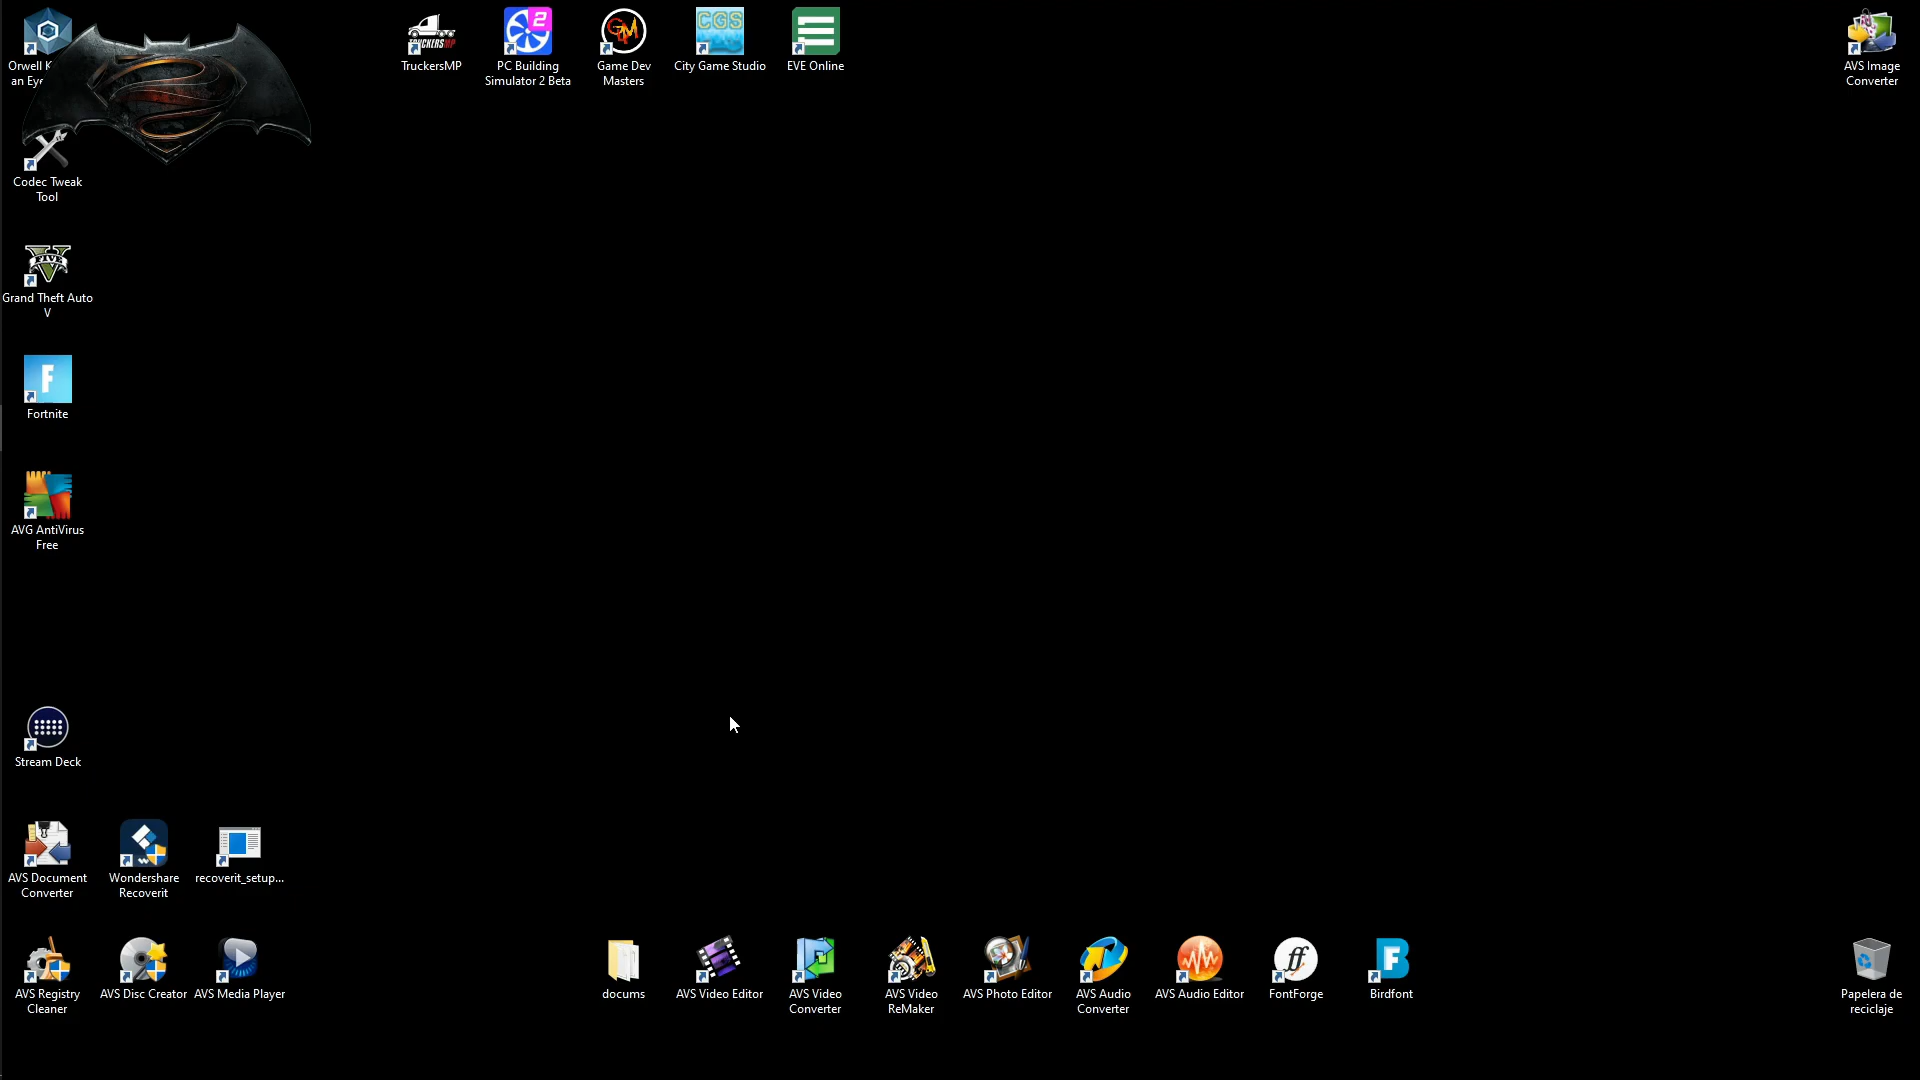 Orwell K
an Eye
TruckersMP
PC Building
Simulator 2 Beta
Game Dev
Masters
City Game Studio
EVE Online
AVS Image
Converter
Codec Tweak
Tool
Grand Theft Auto
V
Fortnite
AVG AntiVirus
Free
Stream Deck
AVS Document
Converter
Wondershare
Recoverit
recoverit_setup...
AVS Registry
Cleaner
AVS Disc Creator
AVS Media Player
docums
AVS Video Editor
AVS Video
Converter
AVS Video
ReMaker
AVS Photo Editor
AVS Audio
Converter
AVS Audio Editor
FontForge
Birdfont
Papelera de
reciclaje